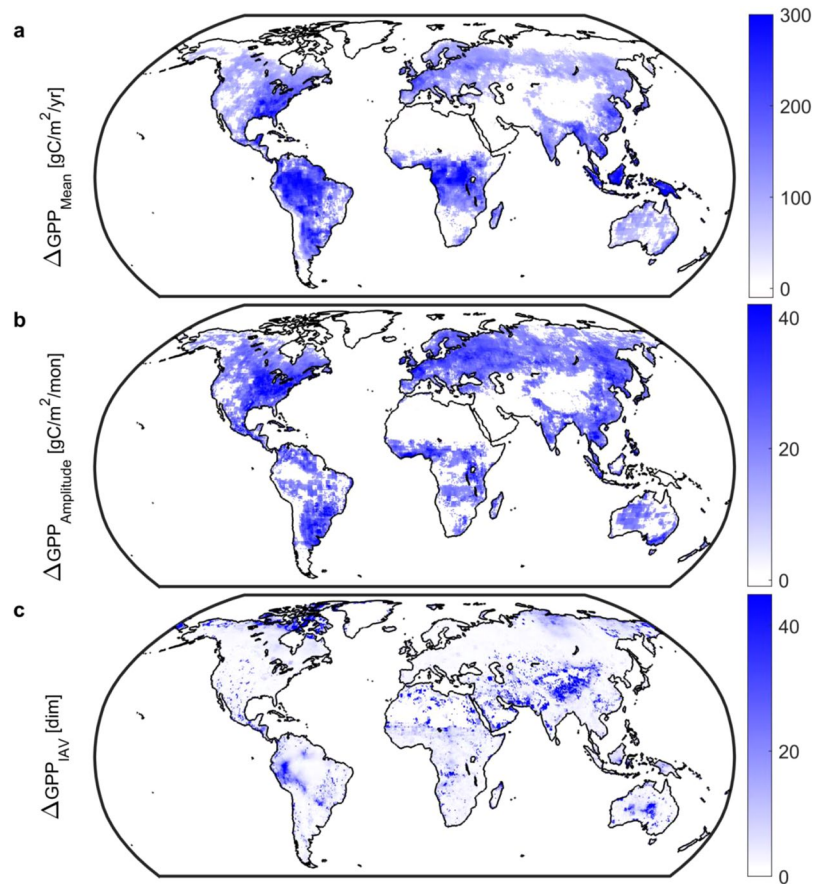 a
ΔGPP_Mean [gC/m²/yr]
300
200
100
0
b
ΔGPP_Amplitude [gC/m²/mon]
40
20
0
c
ΔGPP_IAV [dim]
40
20
0